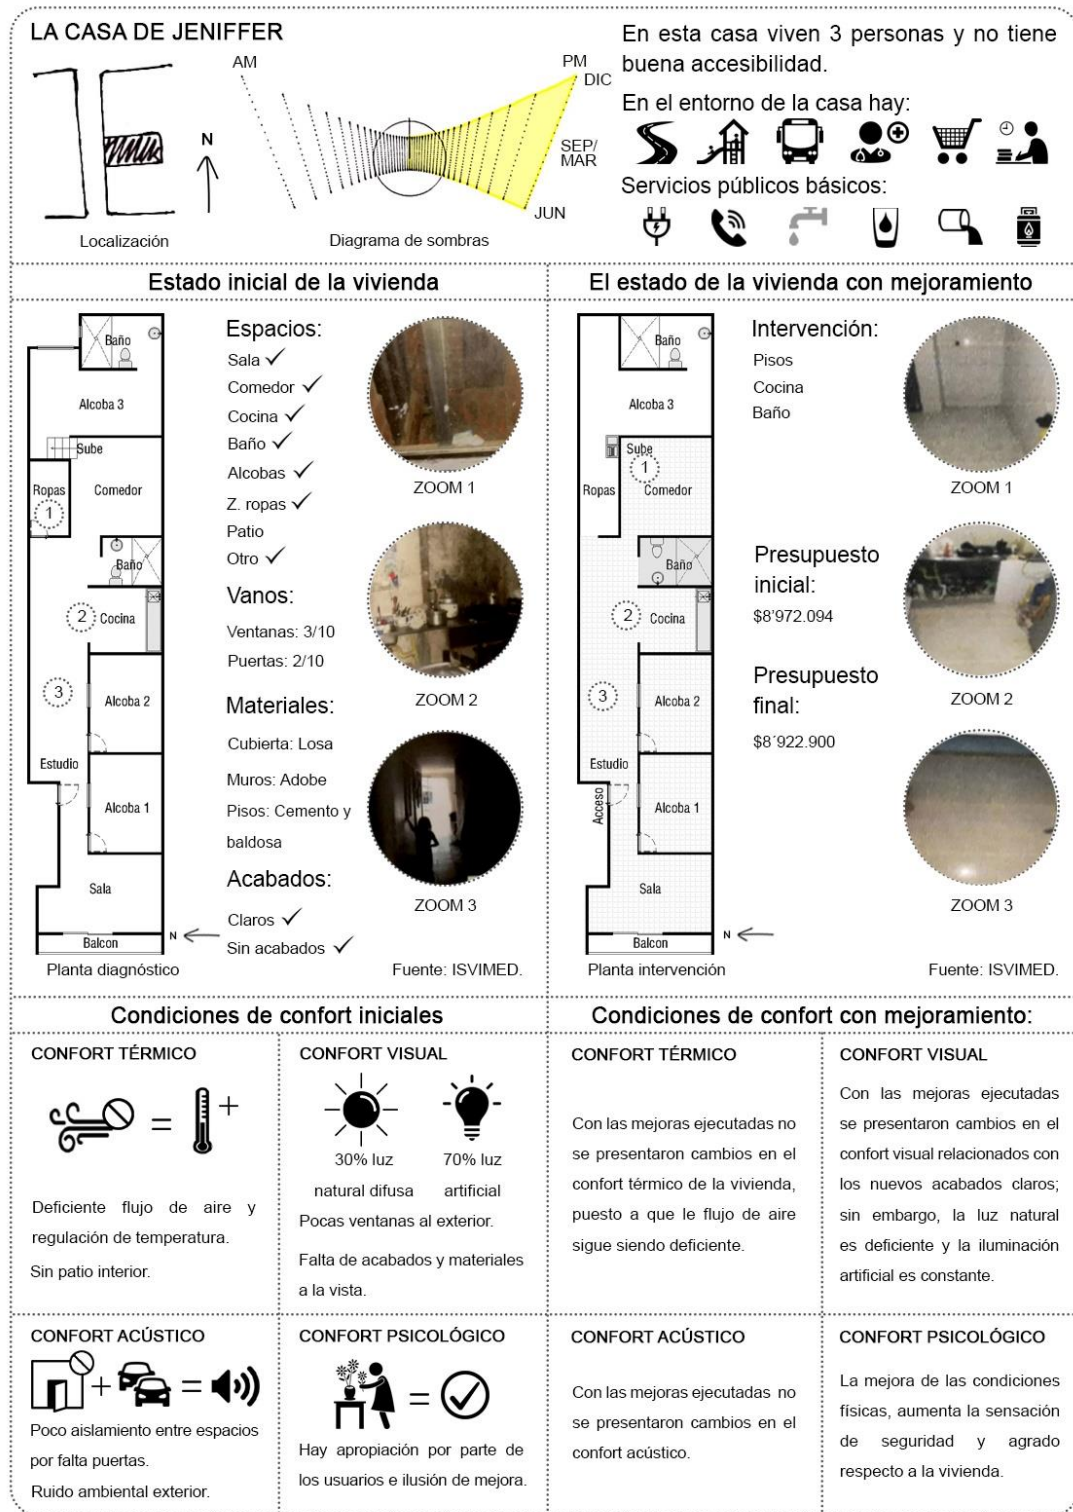 LA CASA DE JENIFFER
N
Localización
AM
PM
DIC
SEP/
MAR
JUN
Diagrama de sombras
En esta casa viven 3 personas y no tiene
buena accesibilidad.
En el entorno de la casa hay:
Servicios públicos básicos:
Estado inicial de la vivienda
Baño
Alcoba 3
Sube
Ropas
Comedor
1
Baño
2
Cocina
3
Alcoba 2
Estudio
Alcoba 1
Sala
Balcon
N
Planta diagnóstico
Espacios:
Sala ✓
Comedor ✓
Cocina ✓
Baño ✓
Alcobas ✓
Z. ropas ✓
Patio
Otro ✓
Vanos:
Ventanas: 3/10
Puertas: 2/10
Materiales:
Cubierta: Losa
Muros: Adobe
Pisos: Cemento y
baldosa
Acabados:
Claros ✓
Sin acabados ✓
ZOOM 1
ZOOM 2
ZOOM 3
Fuente: ISVIMED.
El estado de la vivienda con mejoramiento
Baño
Alcoba 3
Sube
1
Ropas
Comedor
Baño
2
Cocina
3
Alcoba 2
Estudio
Acceso
Alcoba 1
Sala
Balcon
N
Planta intervención
Intervención:
Pisos
Cocina
Baño
Presupuesto
inicial:
$8'972.094
Presupuesto
final:
$8´922.900
ZOOM 1
ZOOM 2
ZOOM 3
Fuente: ISVIMED.
Condiciones de confort iniciales
CONFORT TÉRMICO
= +
Deficiente flujo de aire y
regulación de temperatura.
Sin patio interior.
CONFORT VISUAL
30% luz
natural difusa
70% luz
artificial
Pocas ventanas al exterior.
Falta de acabados y materiales
a la vista.
CONFORT ACÚSTICO
+ =
Poco aislamiento entre espacios
por falta puertas.
Ruido ambiental exterior.
CONFORT PSICOLÓGICO
=
Hay apropiación por parte de
los usuarios e ilusión de mejora.
Condiciones de confort con mejoramiento:
CONFORT TÉRMICO
Con las mejoras ejecutadas no
se presentaron cambios en el
confort térmico de la vivienda,
puesto a que le flujo de aire
sigue siendo deficiente.
CONFORT VISUAL
Con las mejoras ejecutadas
se presentaron cambios en el
confort visual relacionados con
los nuevos acabados claros;
sin embargo, la luz natural
es deficiente y la iluminación
artificial es constante.
CONFORT ACÚSTICO
Con las mejoras ejecutadas no
se presentaron cambios en el
confort acústico.
CONFORT PSICOLÓGICO
La mejora de las condiciones
físicas, aumenta la sensación
de seguridad y agrado
respecto a la vivienda.